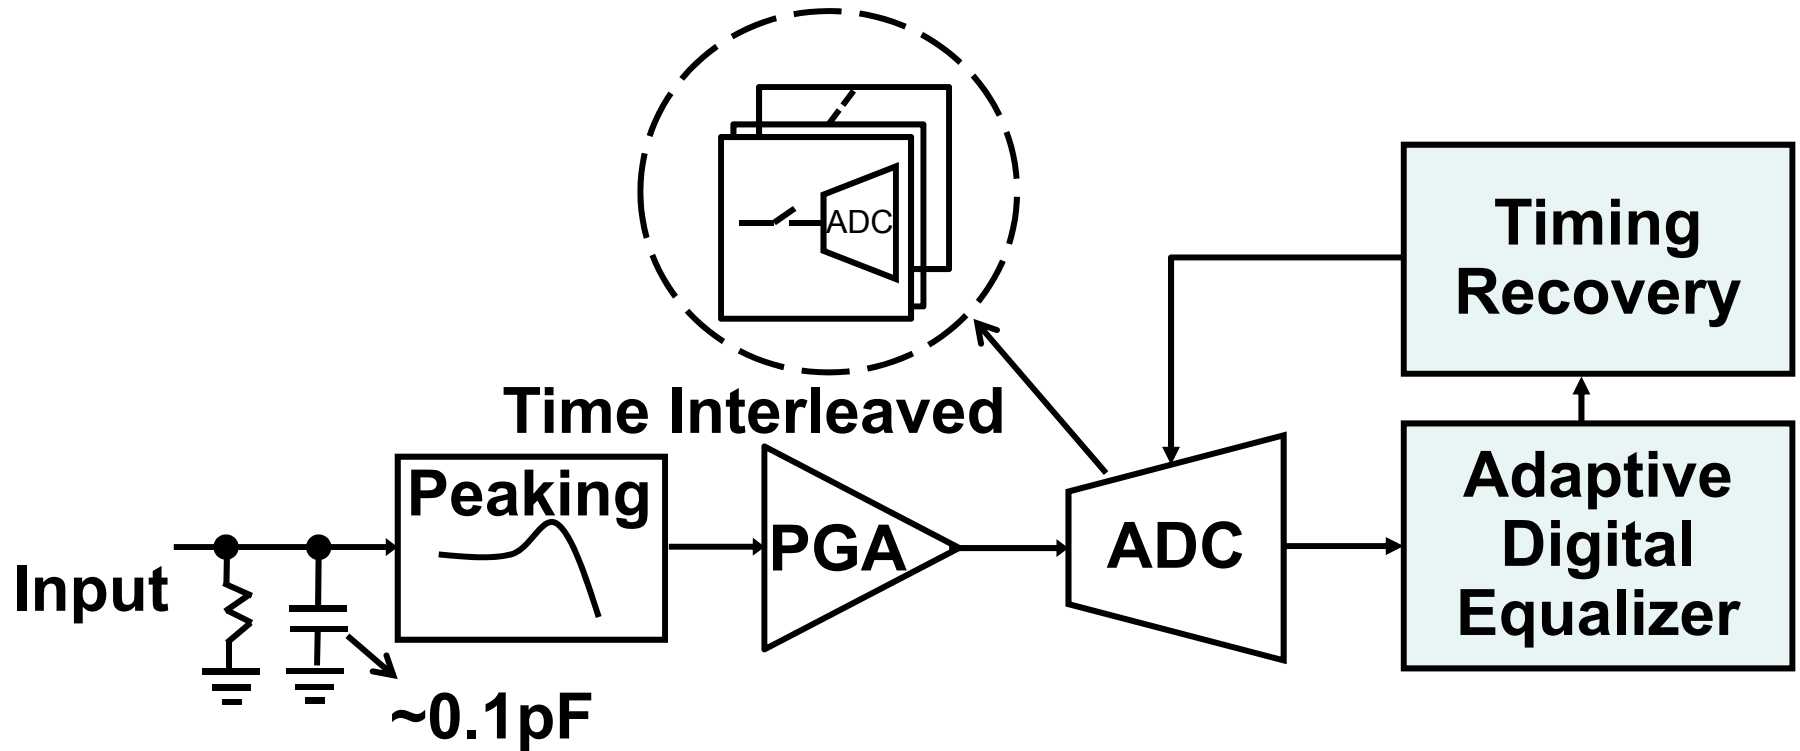 ADC
Time Interleaved
Timing
Recovery
Peaking
PGA
ADC
Adaptive
Digital
Equalizer
Input
~0.1pF